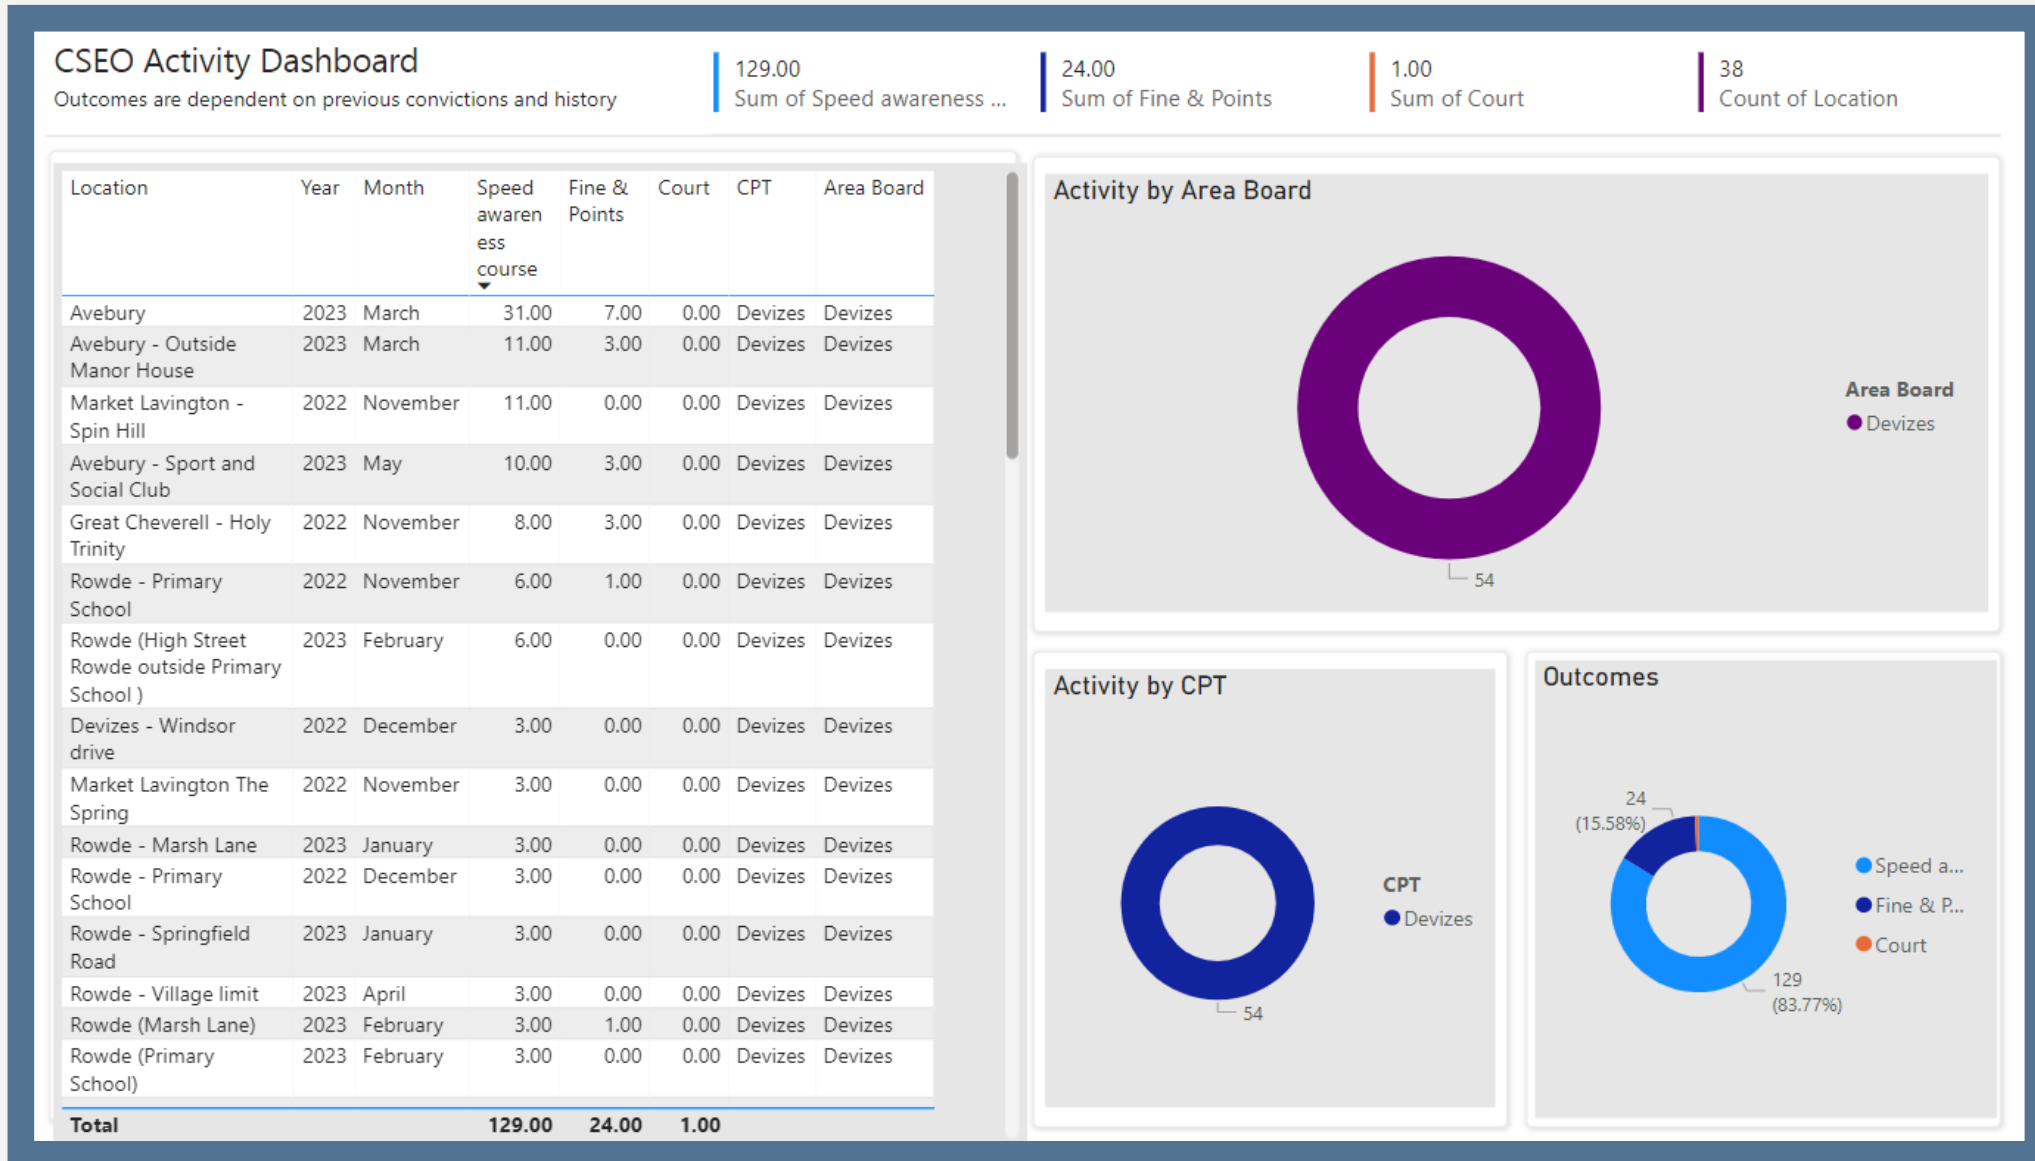 CSEO Activity Dashboard
Outcomes are dependent on previous convictions and history
129.00
Sum of Speed awareness ...
24.00
Sum of Fine & Points
1.00
Sum of Court
38
Count of Location
Location Year Month Speed awaren ess course Fine & Points Court CPT Area Board
Avebury 2023 March 31.00 7.00 0.00 Devizes Devizes
Avebury - Outside 2023 March 11.00 3.00 0.00 Devizes Devizes
Manor House
Market Lavington - 2022 November 11.00 0.00 0.00 Devizes Devizes
Spin Hill
Avebury - Sport and 2023 May 10.00 3.00 0.00 Devizes Devizes
Social Club
Great Cheverell - Holy 2022 November 8.00 3.00 0.00 Devizes Devizes
Trinity
Rowde - Primary 2022 November 6.00 1.00 0.00 Devizes Devizes
School
Rowde (High Street 2023 February 6.00 0.00 0.00 Devizes Devizes
Rowde outside Primary
School )
Devizes - Windsor 2022 December 3.00 0.00 0.00 Devizes Devizes
drive
Market Lavington The 2022 November 3.00 0.00 0.00 Devizes Devizes
Spring
Rowde - Marsh Lane 2023 January 3.00 0.00 0.00 Devizes Devizes
Rowde - Primary 2022 December 3.00 0.00 0.00 Devizes Devizes
School
Rowde - Springfield 2023 January 3.00 0.00 0.00 Devizes Devizes
Road
Rowde - Village limit 2023 April 3.00 0.00 0.00 Devizes Devizes
Rowde (Marsh Lane) 2023 February 3.00 1.00 0.00 Devizes Devizes
Rowde (Primary 2023 February 3.00 0.00 0.00 Devizes Devizes
School)
Total 129.00 24.00 1.00
Activity by Area Board
54
Area Board
Devizes
Activity by CPT
54
CPT
Devizes
Outcomes
24
(15.58%)
129
(83.77%)
Speed a...
Fine & P...
Court